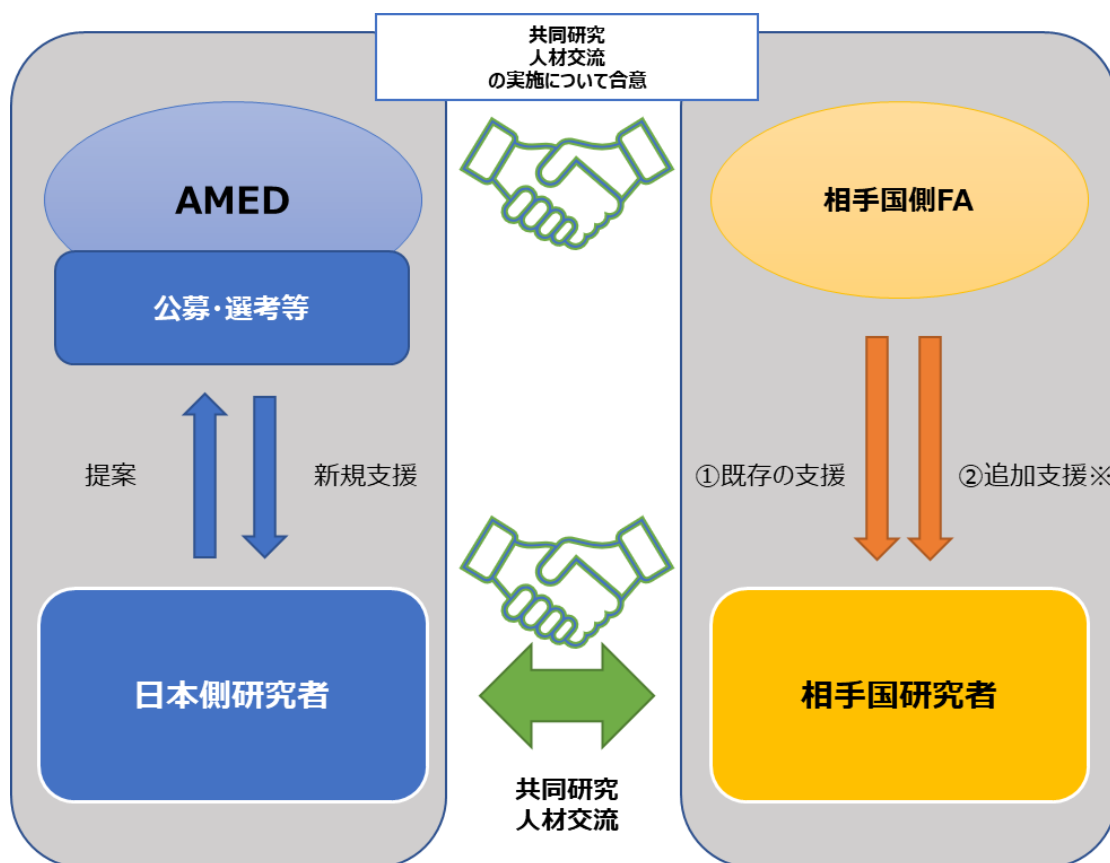 共同研究
人材交流
の実施について合意
AMED
公募・選考等
相手国側FA
提案
新規支援
①既存の支援
②追加支援※
日本側研究者
相手国研究者
共同研究
人材交流